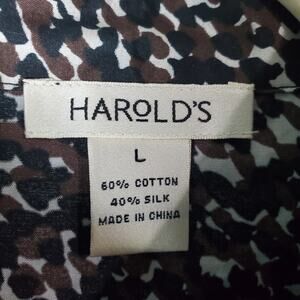 HAROLD'S
L
60% COTTON
40% SILK
MADE IN CHINA